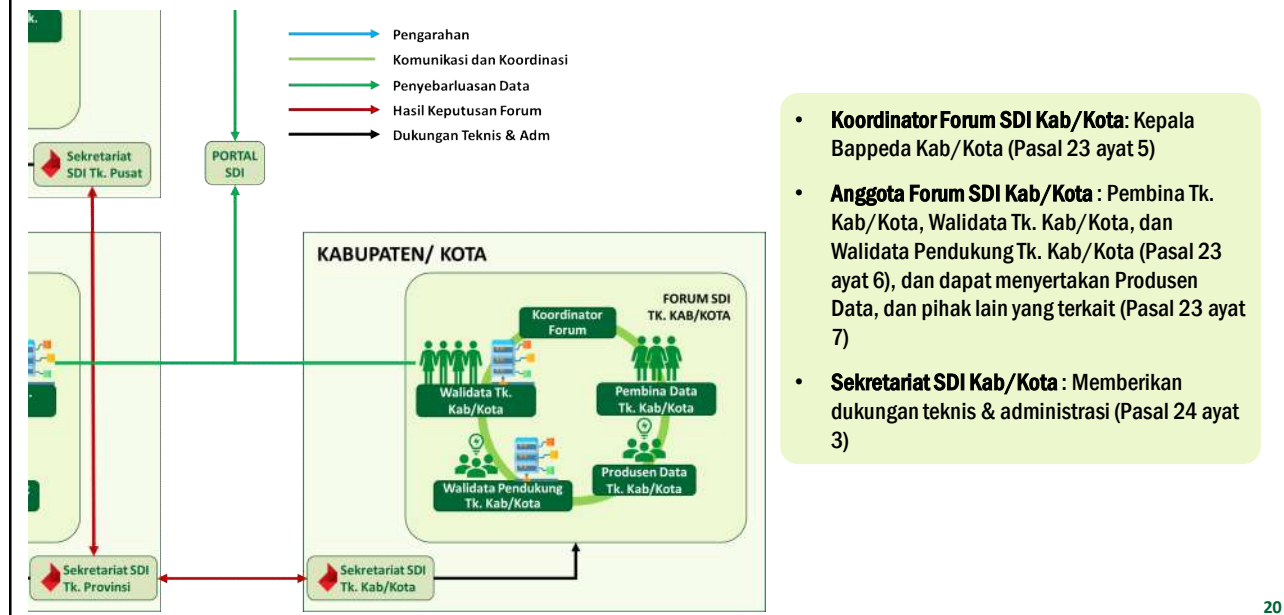 k.
Pengarahan
Komunikasi dan Koordinasi
Penyebarluasan Data
Hasil Keputusan Forum
Dukungan Teknis & Adm
Sekretariat
SDI Tk. Pusat
PORTAL
SDI
KABUPATEN/ KOTA
FORUM SDI
TK. KAB/KOTA
Koordinator
Forum
Walidata Tk.
Kab/Kota
Pembina Data
Tk. Kab/Kota
Produsen Data
Tk. Kab/Kota
Walidata Pendukung
Tk. Kab/Kota
Sekretariat SDI
Tk. Provinsi
Sekretariat SDI
Tk. Kab/Kota
• Koordinator Forum SDI Kab/Kota: Kepala
Bappeda Kab/Kota (Pasal 23 ayat 5)
• Anggota Forum SDI Kab/Kota : Pembina Tk.
Kab/Kota, Walidata Tk. Kab/Kota, dan
Walidata Pendukung Tk. Kab/Kota (Pasal 23
ayat 6), dan dapat menyertakan Produsen
Data, dan pihak lain yang terkait (Pasal 23 ayat
7)
• Sekretariat SDI Kab/Kota : Memberikan
dukungan teknis & administrasi (Pasal 24 ayat
3)
20